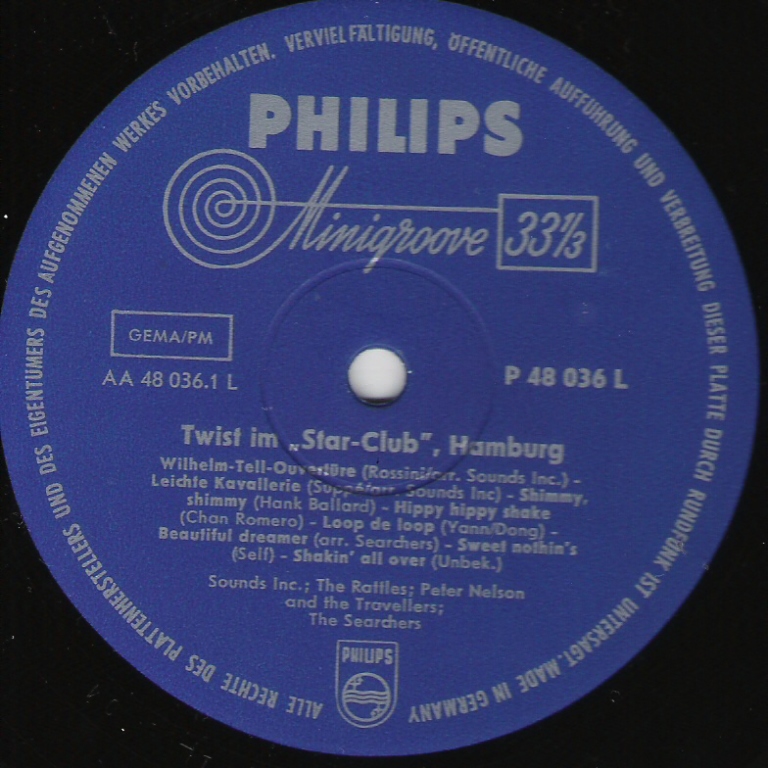 ALLE RECHTE DES PLATTENHERSTELLERS UND DES EIGENTÜMERS DES AUFGENOMMENEN WERKES VORBEHALTEN. VERVIELFÄLTIGUNG, ÖFFENTLICHE AUFFÜHRUNG UND VERBREITUNG DIESER PLATTE DURCH RUNDFUNK IST UNTERSAGT. MADE IN GERMANY
PHILIPS
Minigroove 33⅓
GEMA/PM
AA 48 036.1 L
P 48 036 L
Twist im „Star-Club”, Hamburg
Wilhelm-Tell-Ouvertüre (Rossini/arr. Sounds Inc.) -
Leichte Kavallerie (Suppé/arr. Sounds Inc) - Shimmy,
shimmy (Hank Ballard) - Hippy hippy shake
(Chan Romero) - Loop de loop (Vann/Dong) -
Beautiful dreamer (arr. Searchers) - Sweet nothin's
(Self) - Shakin' all over (Unbek.)
Sounds Inc.; The Rattles; Peter Nelson
and the Travellers;
The Searchers
PHILIPS